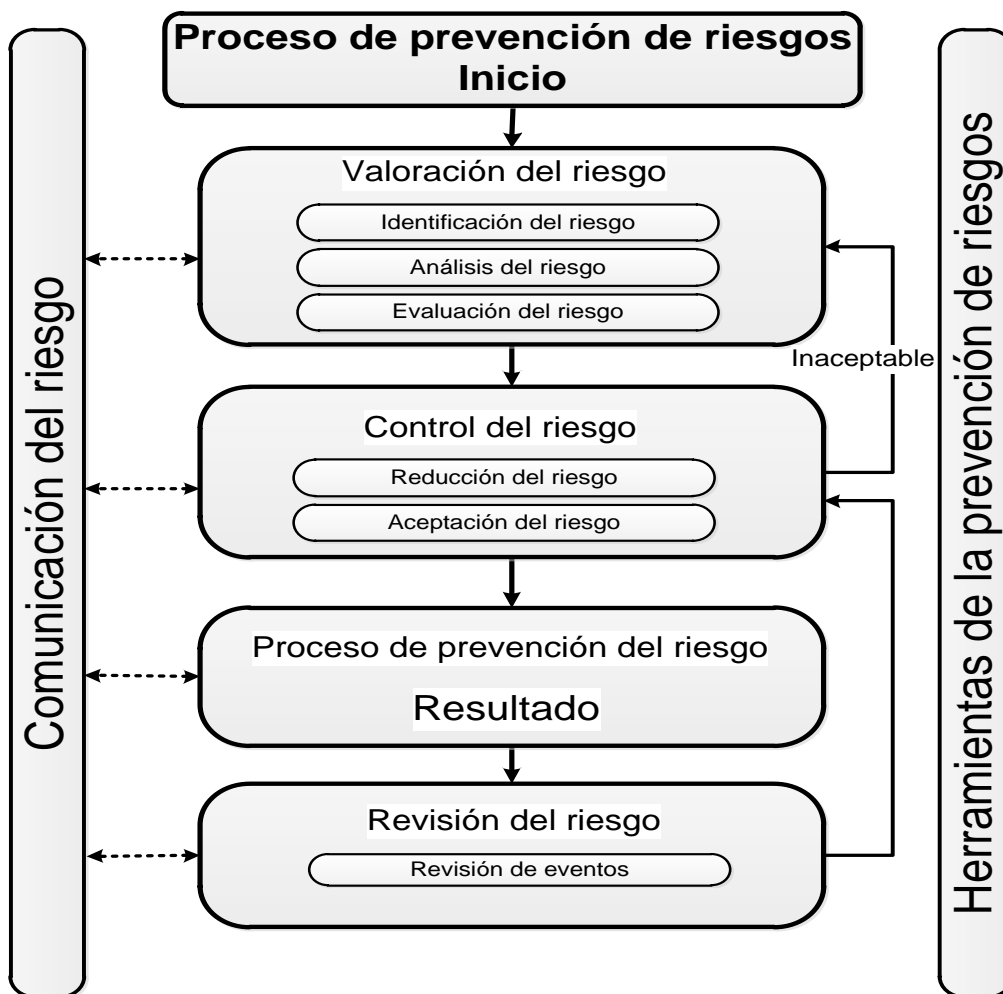 Proceso de prevención de riesgos
Inicio
Comunicación del riesgo
Valoración del riesgo
Identificación del riesgo
Análisis del riesgo
Evaluación del riesgo
Inaceptable
Control del riesgo
Reducción del riesgo
Aceptación del riesgo
Proceso de prevención del riesgo
Resultado
Revisión del riesgo
Revisión de eventos
Herramientas de la prevención de riesgos